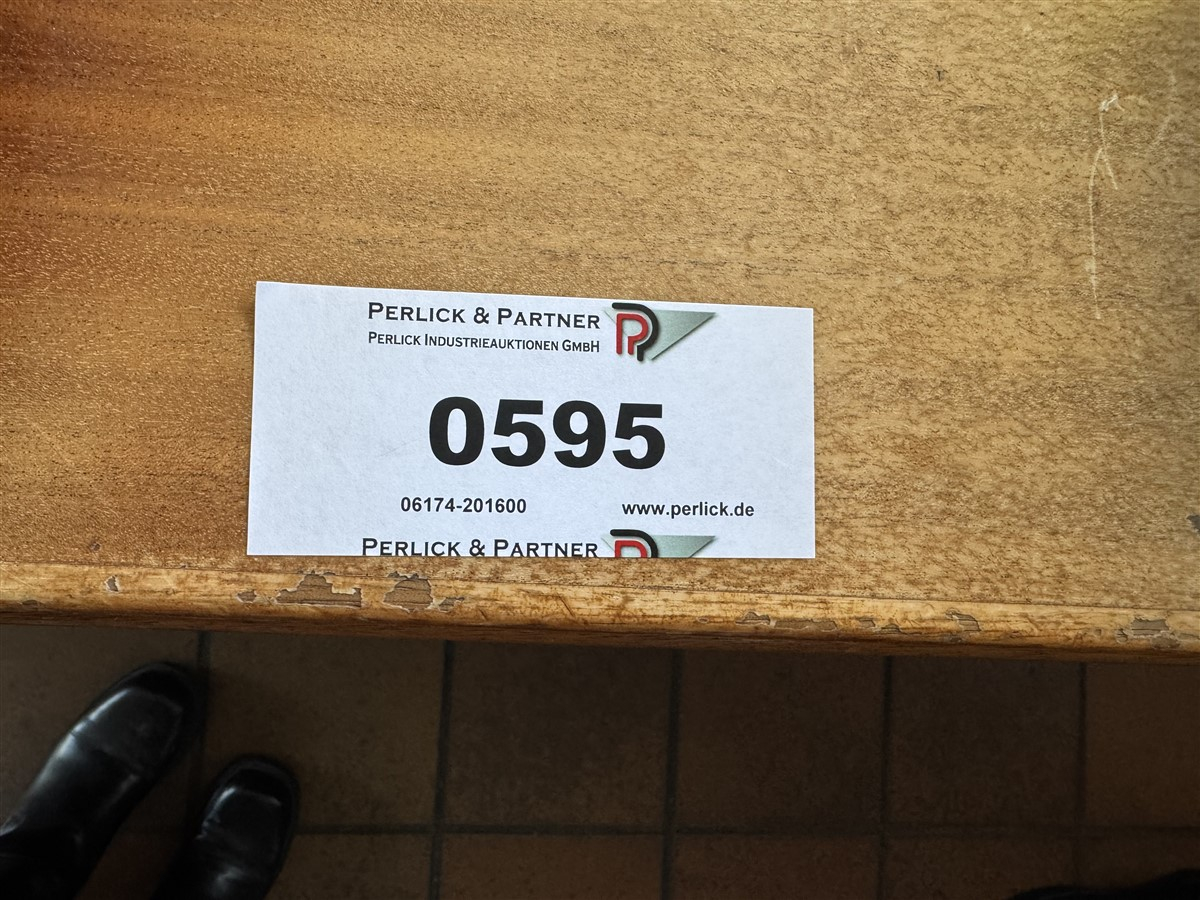 PERLICK & PARTNER
PERLICK INDUSTRIEAUKTIONEN GMBH
0595
06174-201600 www.perlick.de
PERLICK & PARTNER